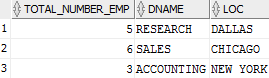 TOTAL_NUMBER_EMP DNAME LOC
1 5 RESEARCH DALLAS
2 6 SALES CHICAGO
3 3 ACCOUNTING NEW YORK